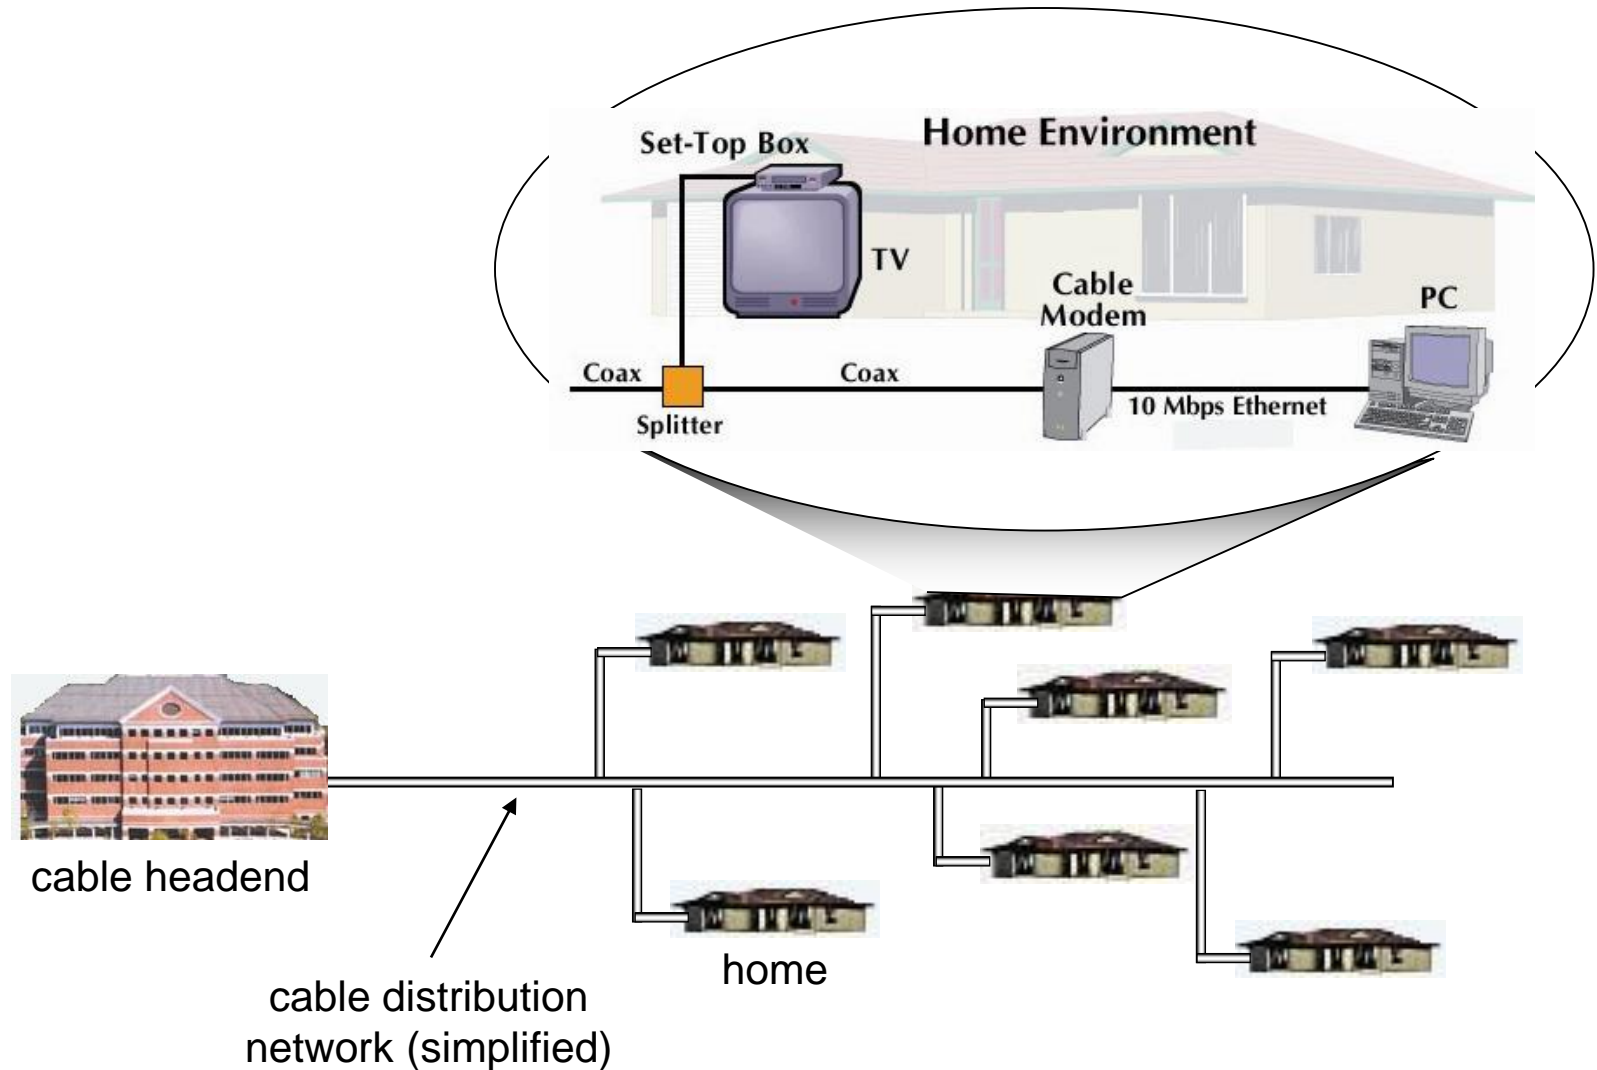 Home Environment
Set-Top Box
TV
Cable
Modem
PC
Coax
Coax
10 Mbps Ethernet
Splitter
cable headend
home
cable distribution
network (simplified)